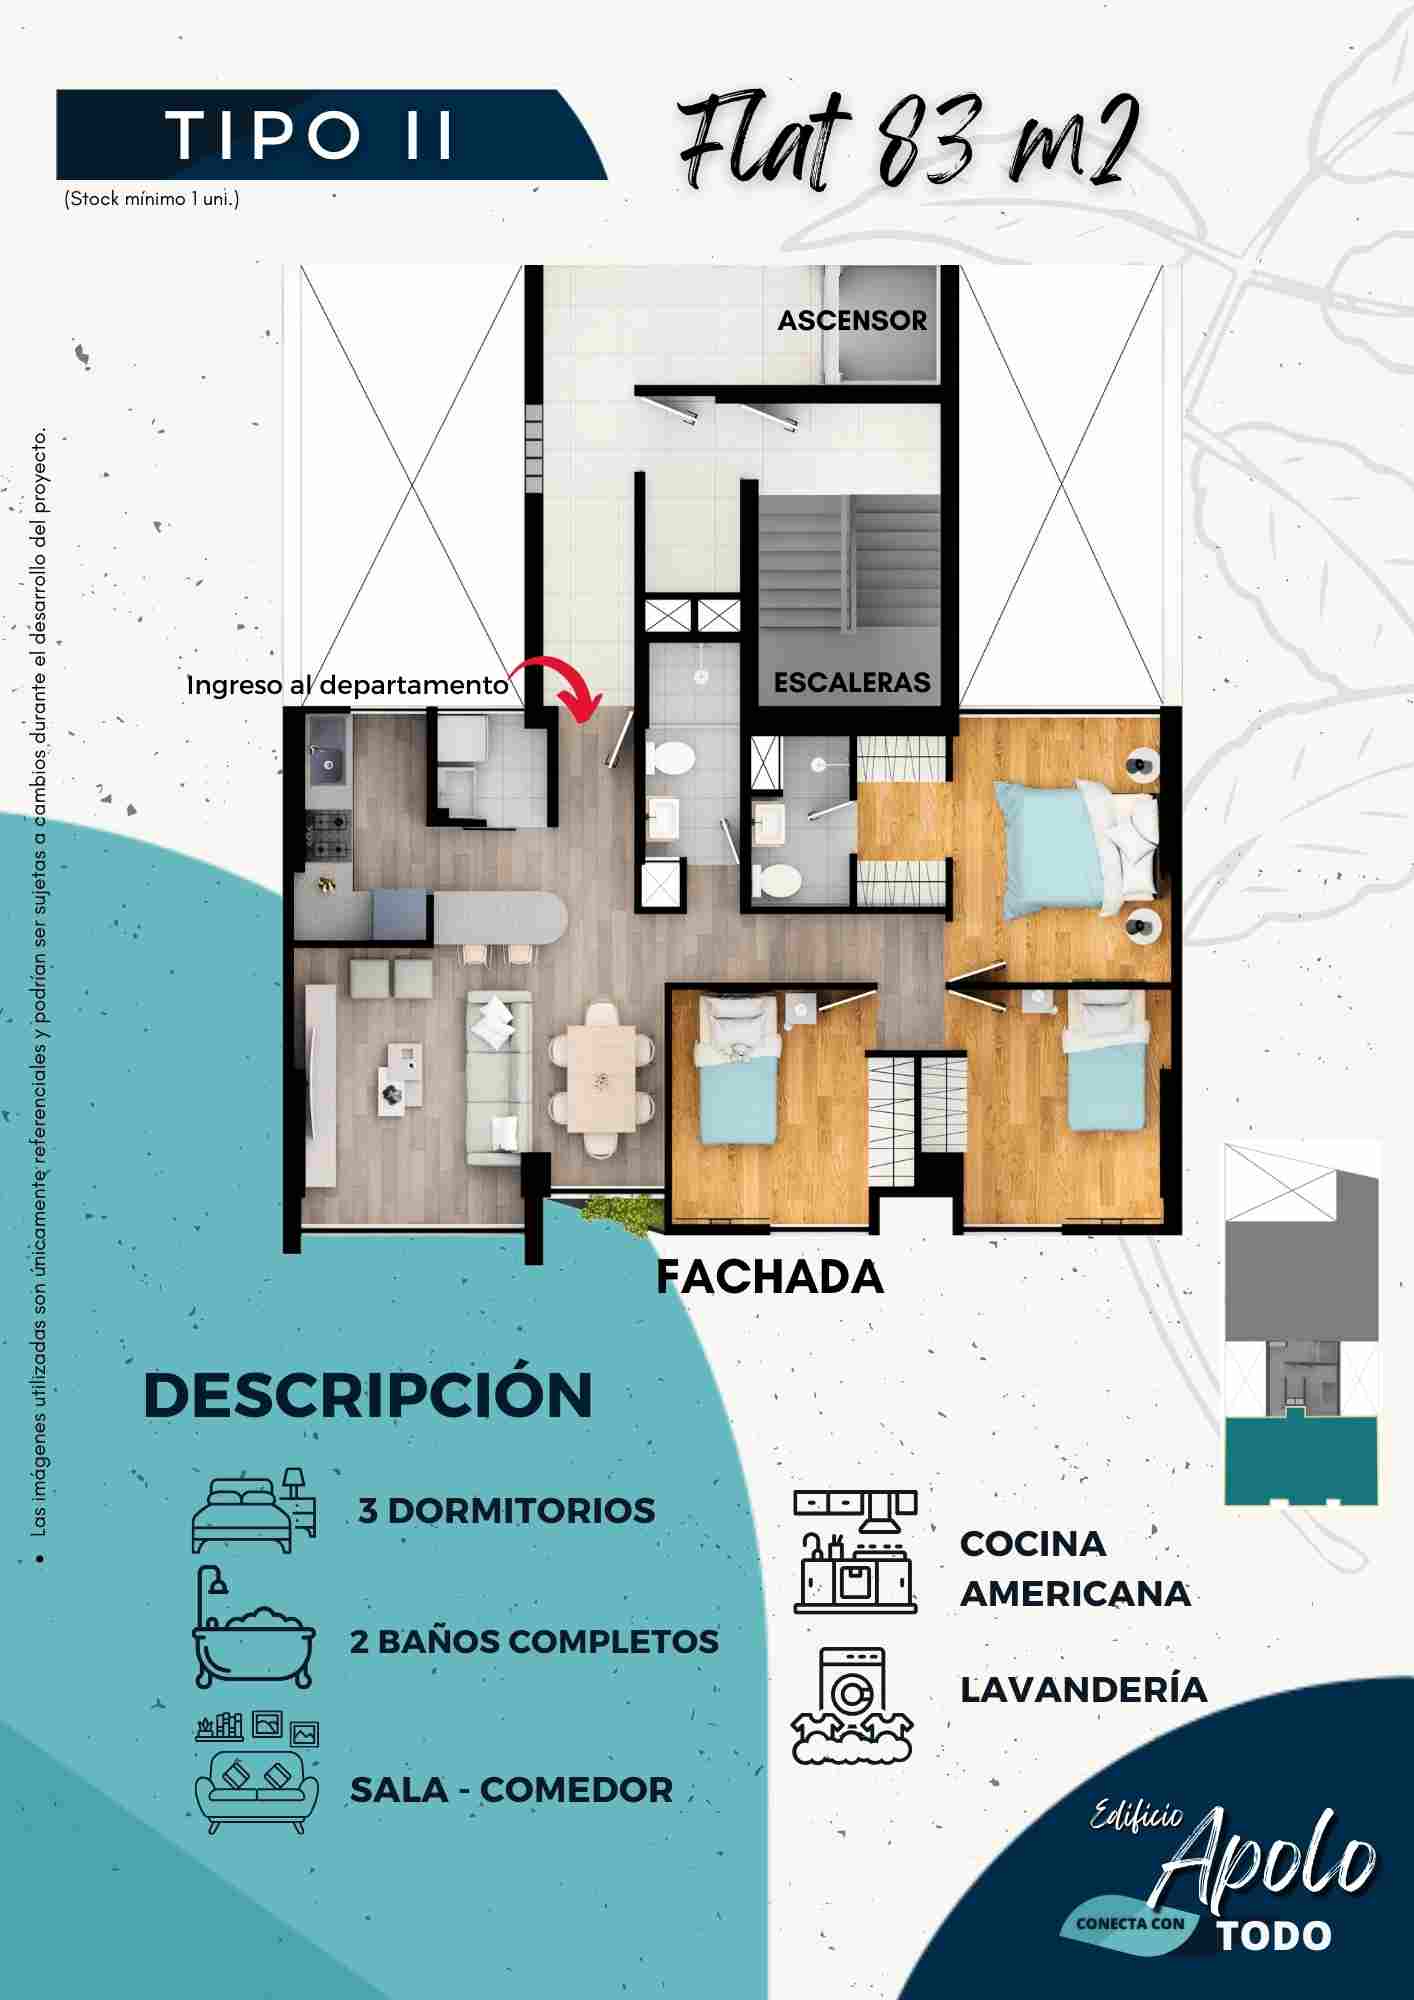 TIPO II
Flat 83 m2
(Stock mínimo 1 uni.)
ASCENSOR
Ingreso al departamento
ESCALERAS
FACHADA
• Las imágenes utilizadas son únicamente referenciales y podrían ser sujetas a cambios durante el desarrollo del proyecto.
DESCRIPCIÓN
3 DORMITORIOS
2 BAÑOS COMPLETOS
SALA - COMEDOR
COCINA
AMERICANA
LAVANDERÍA
Edificio
Apolo
CONECTA CON
TODO